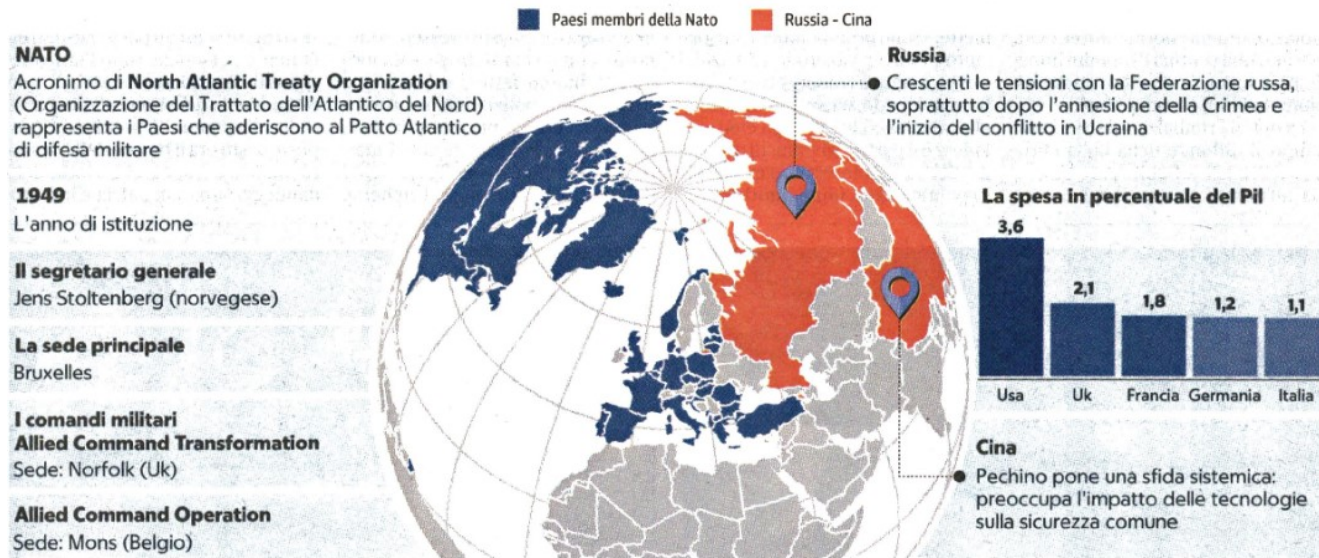 Paesi membri della Nato
Russia - Cina
NATO
Acronimo di North Atlantic Treaty Organization
(Organizzazione del Trattato dell'Atlantico del Nord)
rappresenta i Paesi che aderiscono al Patto Atlantico
di difesa militare
1949
L'anno di istituzione
Il segretario generale
Jens Stoltenberg (norvegese)
La sede principale
Bruxelles
I comandi militari
Allied Command Transformation
Sede: Norfolk (Uk)
Allied Command Operation
Sede: Mons (Belgio)
Russia
Crescenti le tensioni con la Federazione russa,
soprattutto dopo l'annesione della Crimea e
l'inizio del conflitto in Ucraina
La spesa in percentuale del Pil
3,6
2,1
1,8
1,2
1,1
Usa
Uk
Francia
Germania
Italia
Cina
Pechino pone una sfida sistemica:
preoccupa l'impatto delle tecnologie
sulla sicurezza comune